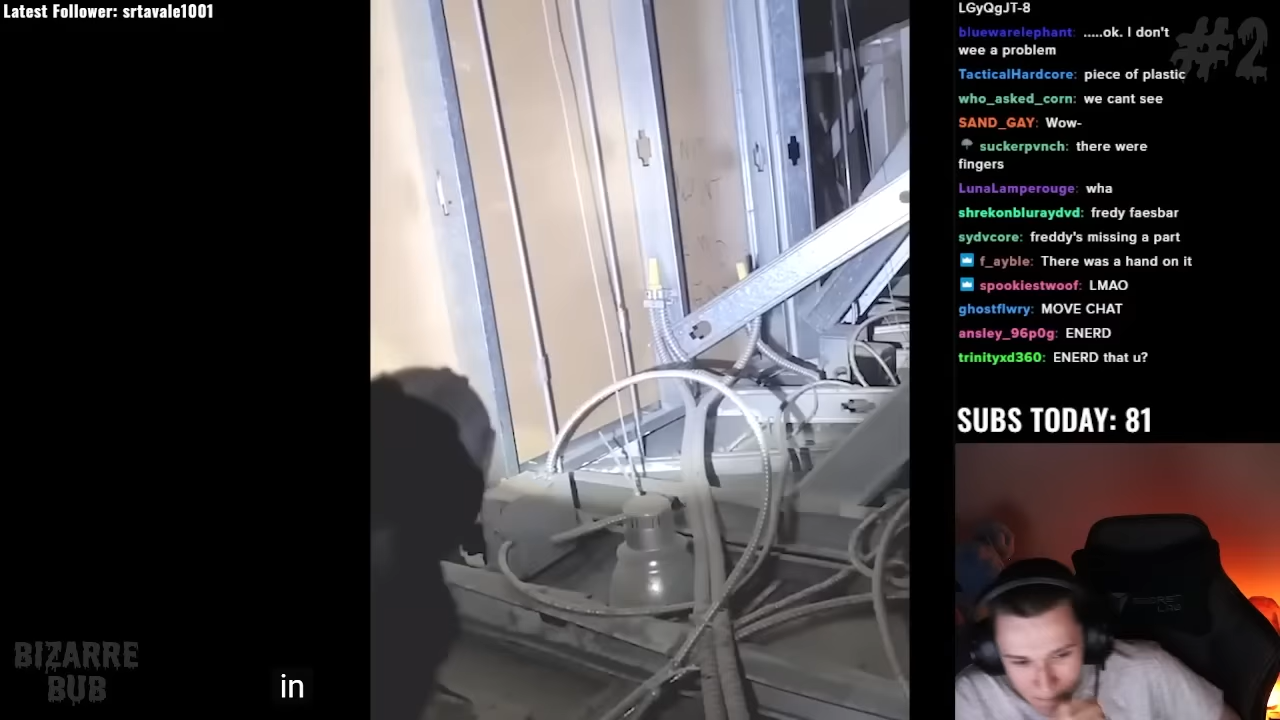 Latest Follower: srtavale1001
LGyQgJT-8
#2
bluewarelephant: .....ok. I don't
wee a problem
TacticalHardcore: piece of plastic
who_asked_corn: we cant see
SAND_GAY: Wow-
suckerpvnch: there were
fingers
LunaLamperouge: wha
shrekonbluraydvd: fredy faesbar
sydvcore: freddy's missing a part
f_ayble: There was a hand on it
spookiestwoof: LMAO
ghostflwry: MOVE CHAT
ansley_96p0g: ENERD
trinityxd360: ENERD that u?
SUBS TODAY: 81
BIZARRE
BUB
in